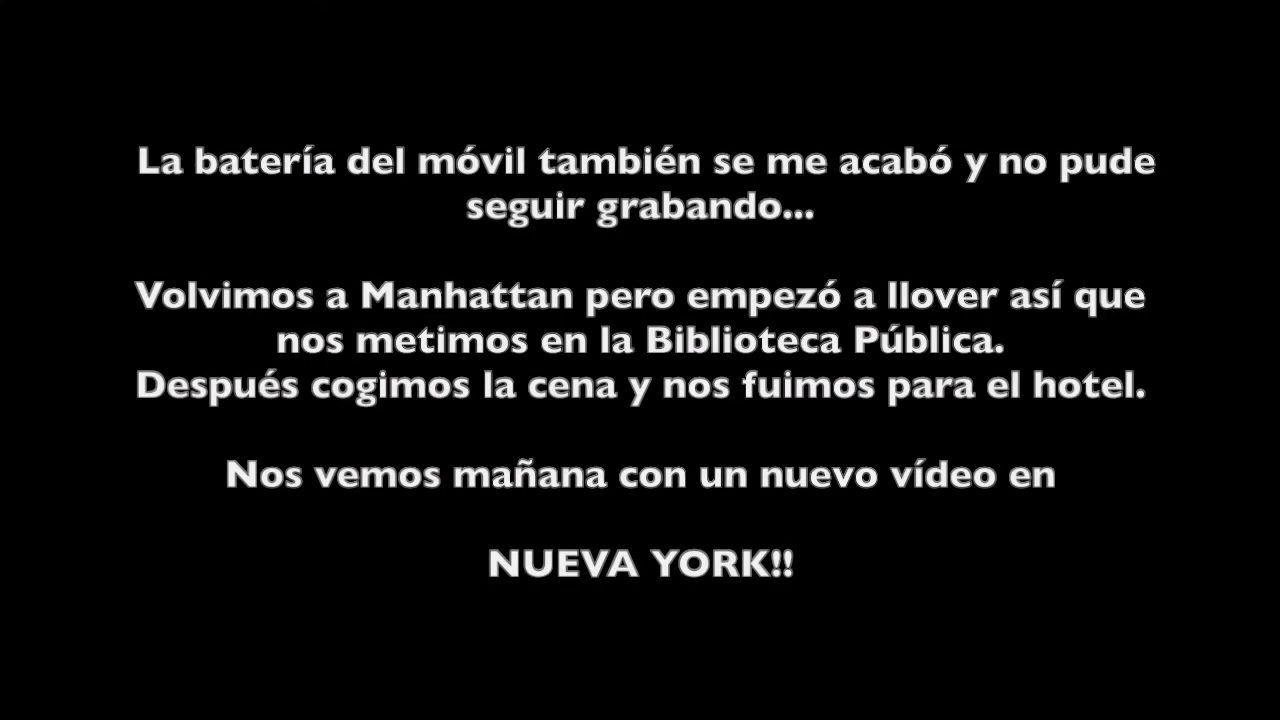 La batería del móvil también se me acabó y no pude
seguir grabando...
Volvimos a Manhattan pero empezó a llover así que
nos metimos en la Biblioteca Pública.
Después cogimos la cena y nos fuimos para el hotel.
Nos vemos mañana con un nuevo vídeo en
NUEVA YORK!!